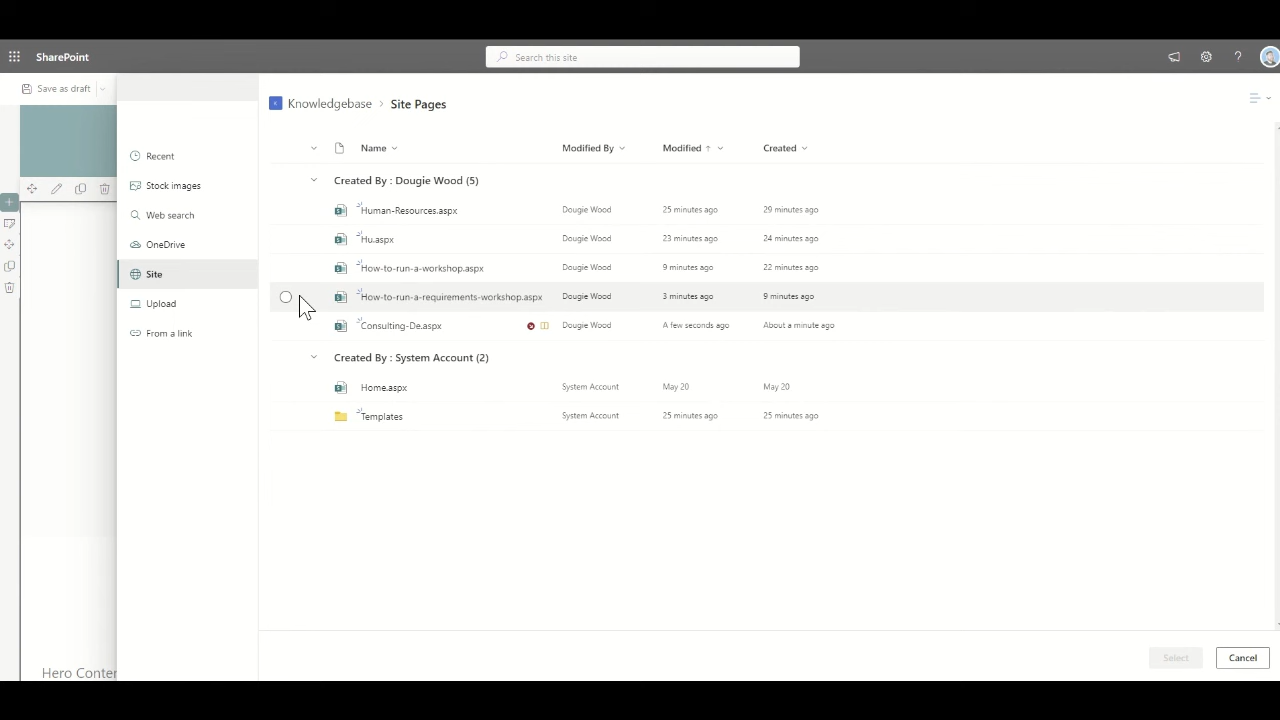 SharePoint
Search this site
Save as draft
Knowledgebase > Site Pages
Recent
Stock images
Web search
OneDrive
Site
Upload
From a link
Name Modified By Modified ↑ Created
Created By : Dougie Wood (5)
Human-Resources.aspx Dougie Wood 25 minutes ago 29 minutes ago
Hu.aspx Dougie Wood 23 minutes ago 24 minutes ago
How-to-run-a-workshop.aspx Dougie Wood 9 minutes ago 22 minutes ago
How-to-run-a-requirements-workshop.aspx Dougie Wood 3 minutes ago 9 minutes ago
Consulting-De.aspx Dougie Wood A few seconds ago About a minute ago
Created By : System Account (2)
Home.aspx System Account May 20 May 20
Templates System Account 25 minutes ago 25 minutes ago
Hero Conter
Select Cancel